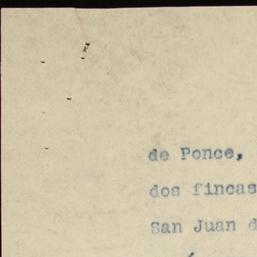 de Ponce,
dos fincas
San Juan d